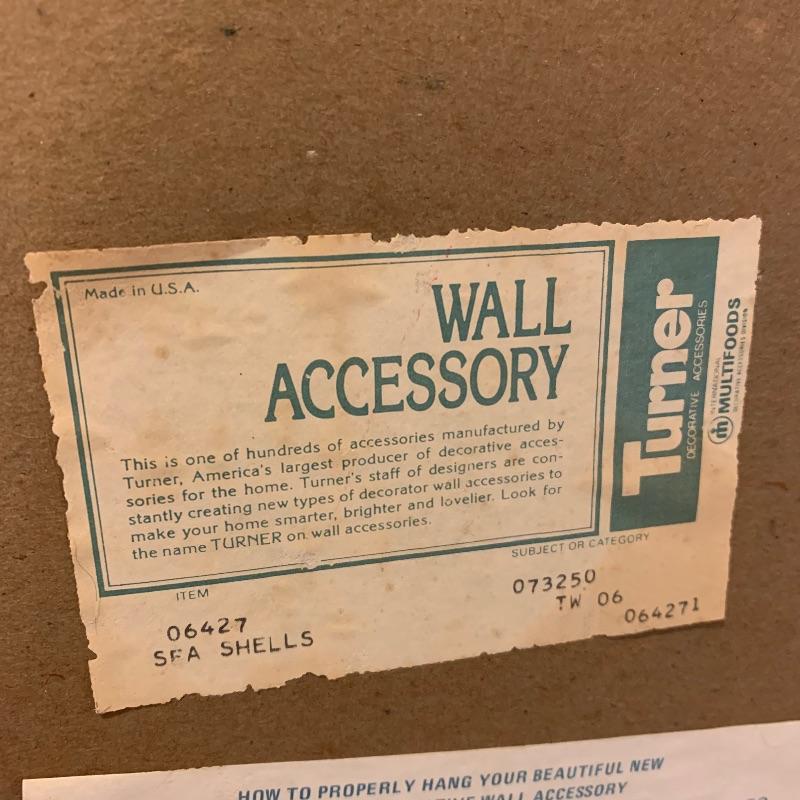 Made in U.S.A.
WALL
ACCESSORY
This is one of hundreds of accessories manufactured by
Turner, America's largest producer of decorative acces-
sories for the home. Turner's staff of designers are con-
stantly creating new types of decorator wall accessories to
make your home smarter, brighter and lovelier. Look for
the name TURNER on wall accessories.
Turner
DECORATIVE ACCESSORIES
INTERNATIONAL
MULTIFOODS
DECORATIVE ACCESSORIES DIVISION
ITEM
SUBJECT OR CATEGORY
06427
SEA SHELLS
073250
TW 06
064271
HOW TO PROPERLY HANG YOUR BEAUTIFUL NEW
WALL ACCESSORY